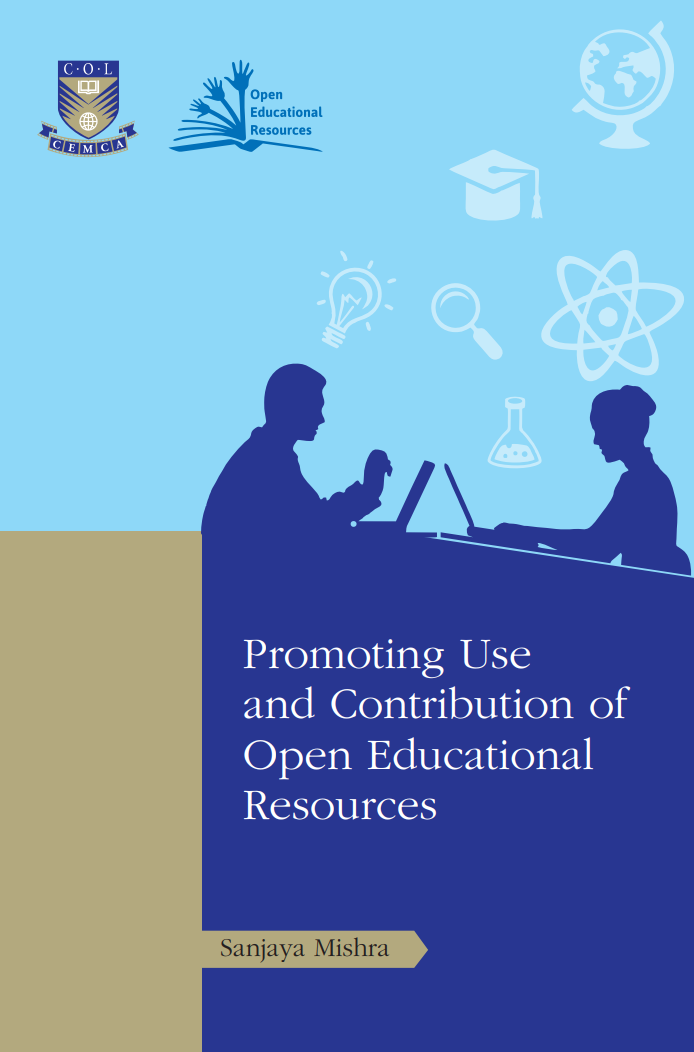 C·O·L
CEMCA
Open
Educational
Resources
Promoting Use
and Contribution of
Open Educational
Resources
Sanjaya Mishra